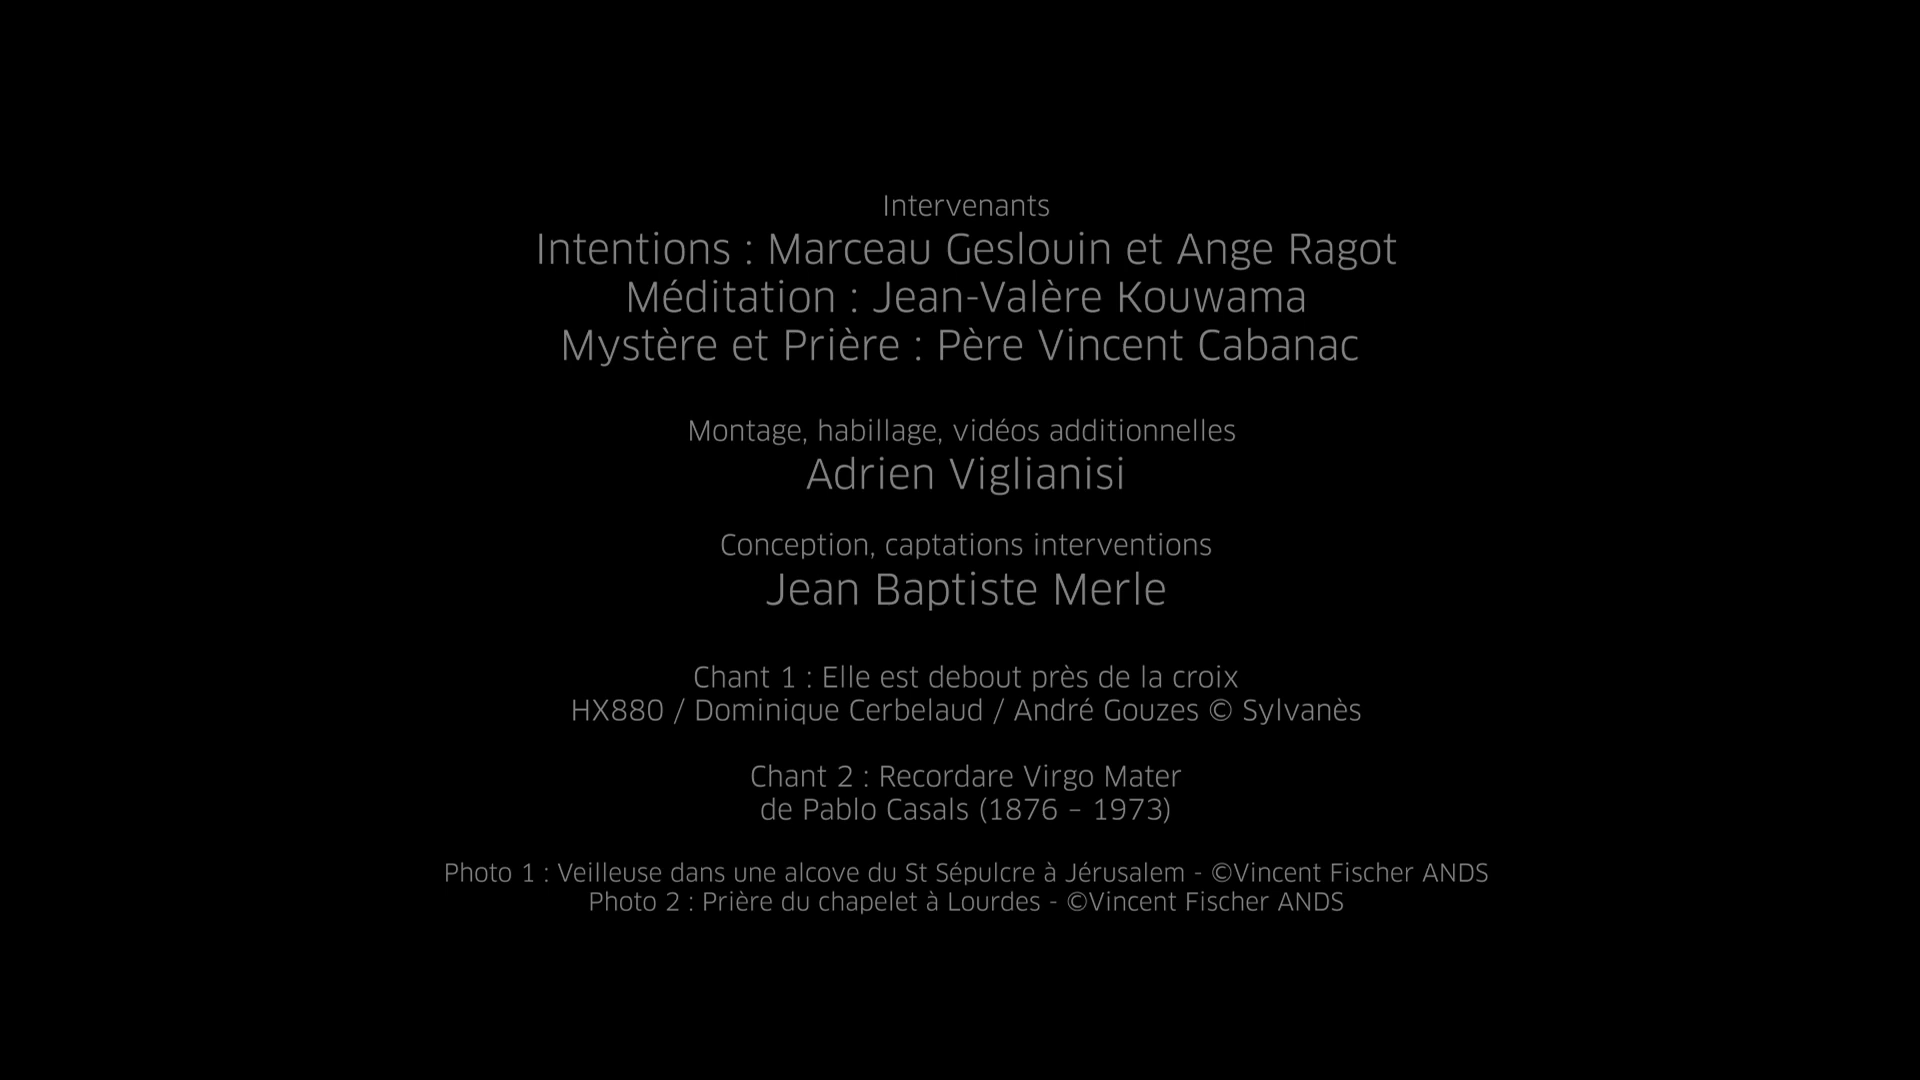 Intervenants
Intentions : Marceau Geslouin et Ange Ragot
Méditation : Jean-Valère Kouwama
Mystère et Prière : Père Vincent Cabanac
Montage, habillage, vidéos additionnelles
Adrien Viglianisi
Conception, captations interventions
Jean Baptiste Merle
Chant 1 : Elle est debout près de la croix
HX880 / Dominique Cerbelaud / André Gouzes © Sylvanès
Chant 2 : Recordare Virgo Mater
de Pablo Casals (1876 – 1973)
Photo 1 : Veilleuse dans une alcove du St Sépulcre à Jérusalem - ©Vincent Fischer ANDS
Photo 2 : Prière du chapelet à Lourdes - ©Vincent Fischer ANDS